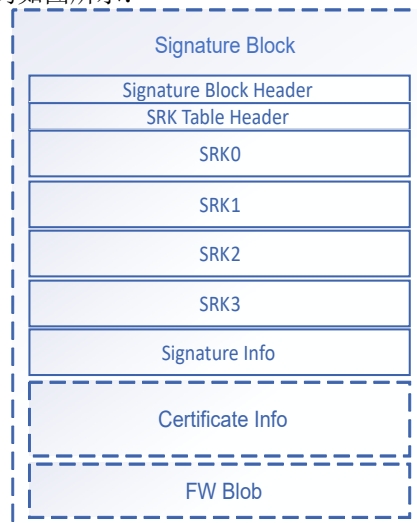 Signature Block
Signature Block Header
SRK Table Header
SRK0
SRK1
SRK2
SRK3
Signature Info
Certificate Info
FW Blob